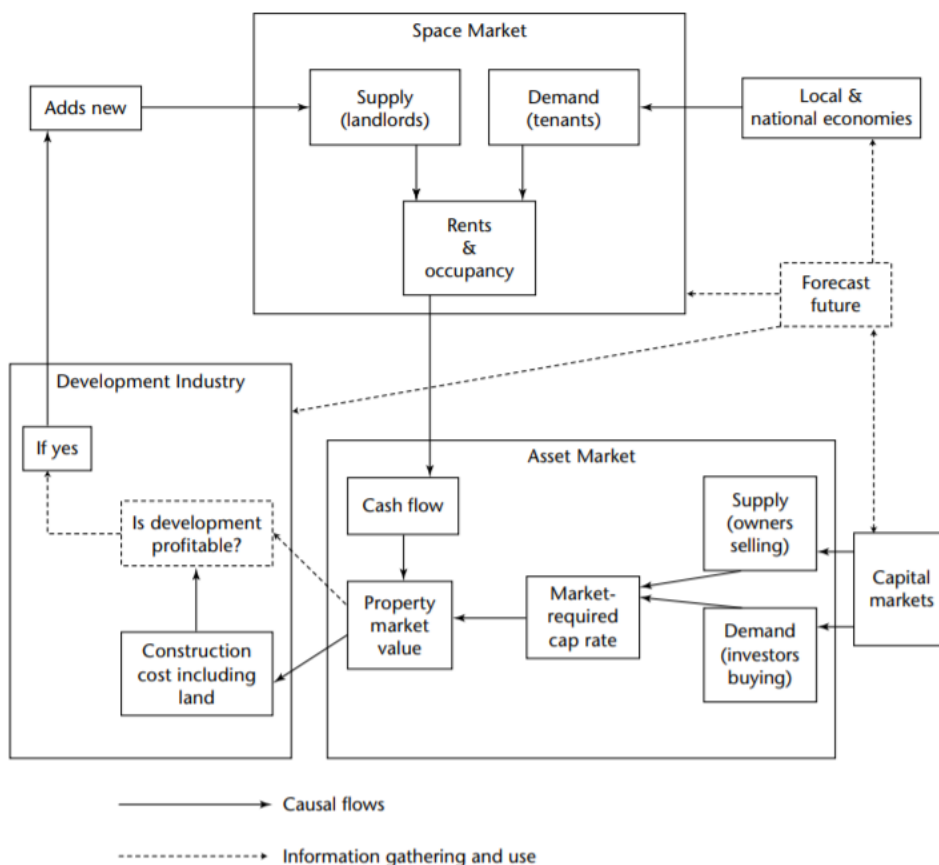 Space Market
Adds new
Supply
(landlords)
Demand
(tenants)
Local &
national economies
Rents
&
occupancy
Forecast
future
Development Industry
If yes
Is development
profitable?
Construction
cost including
land
Asset Market
Cash flow
Property
market
value
Market-
required
cap rate
Supply
(owners
selling)
Demand
(investors
buying)
Capital
markets
Causal flows
Information gathering and use